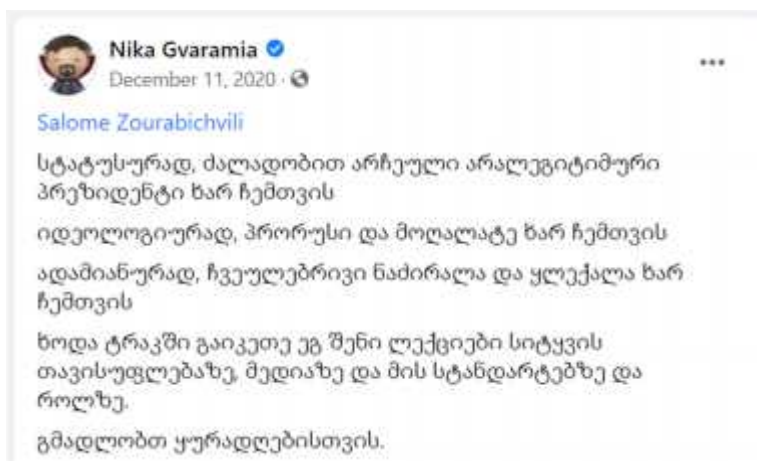 Nika Gvaramia
December 11, 2020 ·
Salome Zourabichvili
სტატუსურად, ძალადობით არჩეული არალეგიტიმური
პრეზიდენტი ხარ ჩემთვის
იდეოლოგიურად, პრორუსი და მოღალატე ხარ ჩემთვის
ადამიანურად, ჩვეულებრივი ნაძირალა და ყლექალა ხარ
ჩემთვის
ხოდა ტრაკში გაიკეთე ეგ შენი ლექციები სიტყვის
თავისუფლებაზე, მედიაზე და მის სტანდარტებზე და
როლზე.
გმადლობთ ყურადღებისთვის.